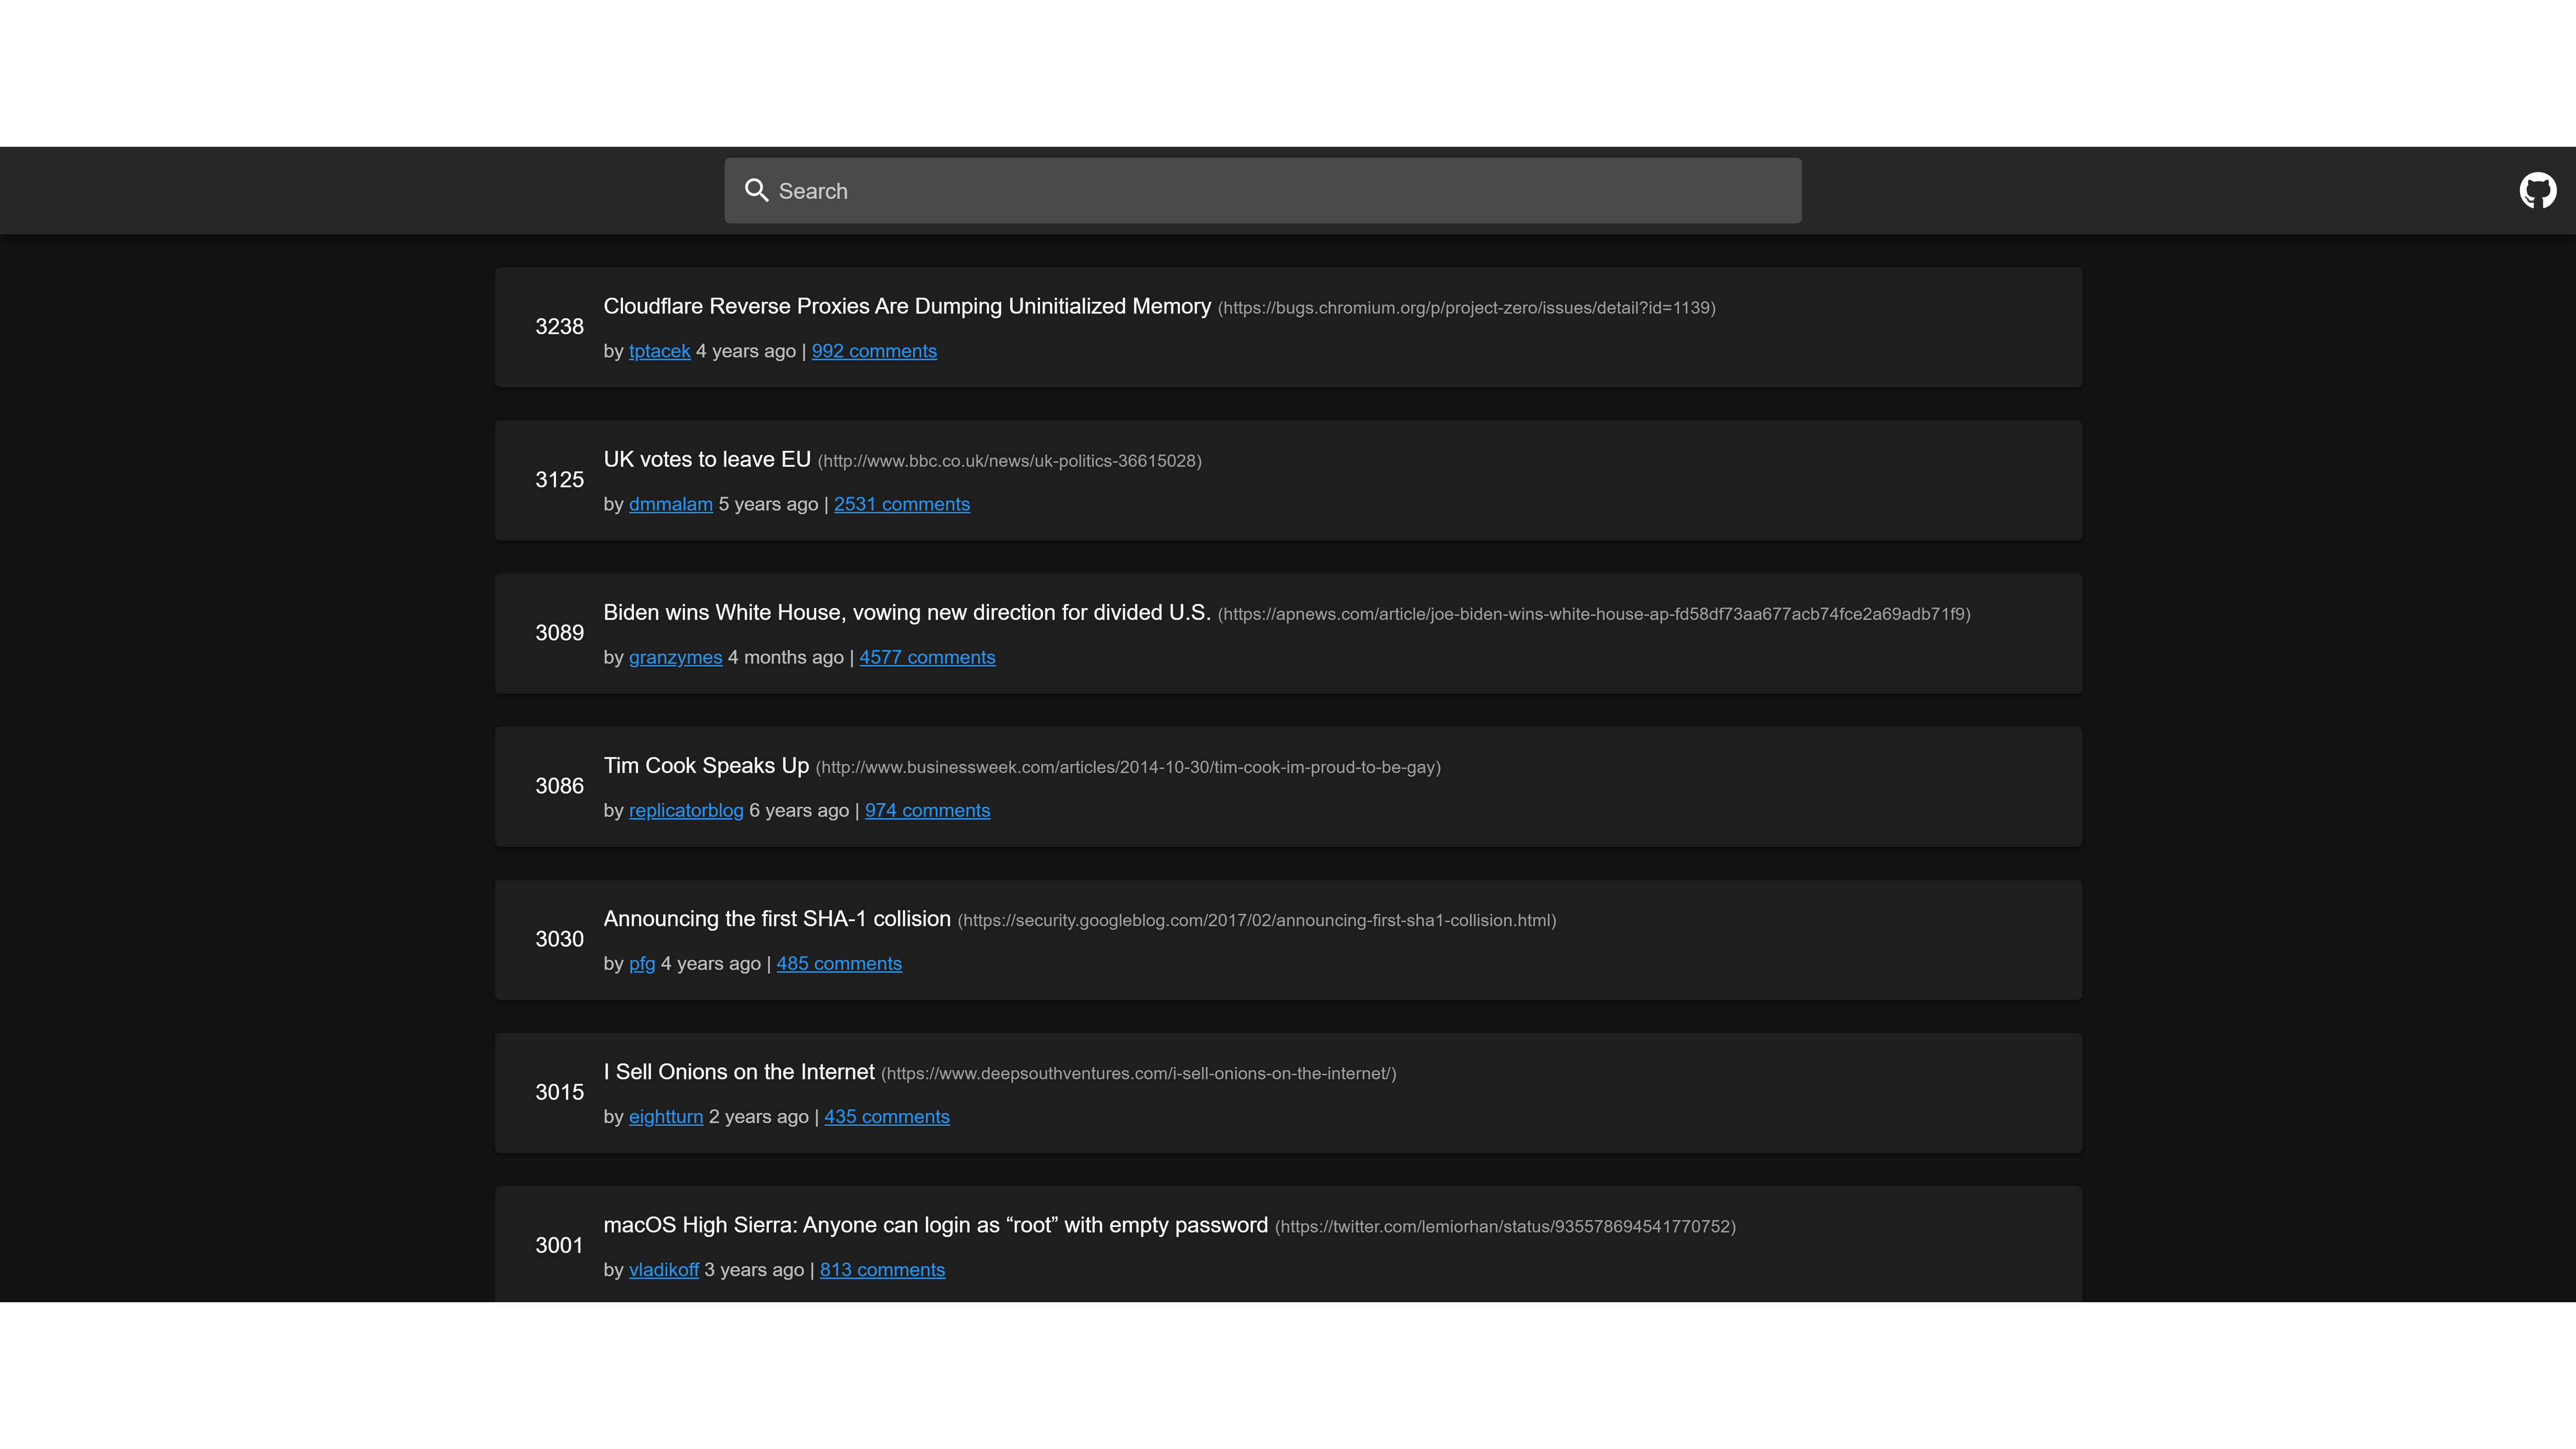 Search
3238
Cloudflare Reverse Proxies Are Dumping Uninitialized Memory (https://bugs.chromium.org/p/project-zero/issues/detail?id=1139)
by tptacek 4 years ago | 992 comments
3125
UK votes to leave EU (http://www.bbc.co.uk/news/uk-politics-36615028)
by dmmalam 5 years ago | 2531 comments
3089
Biden wins White House, vowing new direction for divided U.S. (https://apnews.com/article/joe-biden-wins-white-house-ap-fd58df73aa677acb74fce2a69adb71f9)
by granzymes 4 months ago | 4577 comments
3086
Tim Cook Speaks Up (http://www.businessweek.com/articles/2014-10-30/tim-cook-im-proud-to-be-gay)
by replicatorblog 6 years ago | 974 comments
3030
Announcing the first SHA-1 collision (https://security.googleblog.com/2017/02/announcing-first-sha1-collision.html)
by pfg 4 years ago | 485 comments
3015
I Sell Onions on the Internet (https://www.deepsouthventures.com/i-sell-onions-on-the-internet/)
by eightturn 2 years ago | 435 comments
3001
macOS High Sierra: Anyone can login as “root” with empty password (https://twitter.com/lemiorhan/status/935578694541770752)
by vladikoff 3 years ago | 813 comments